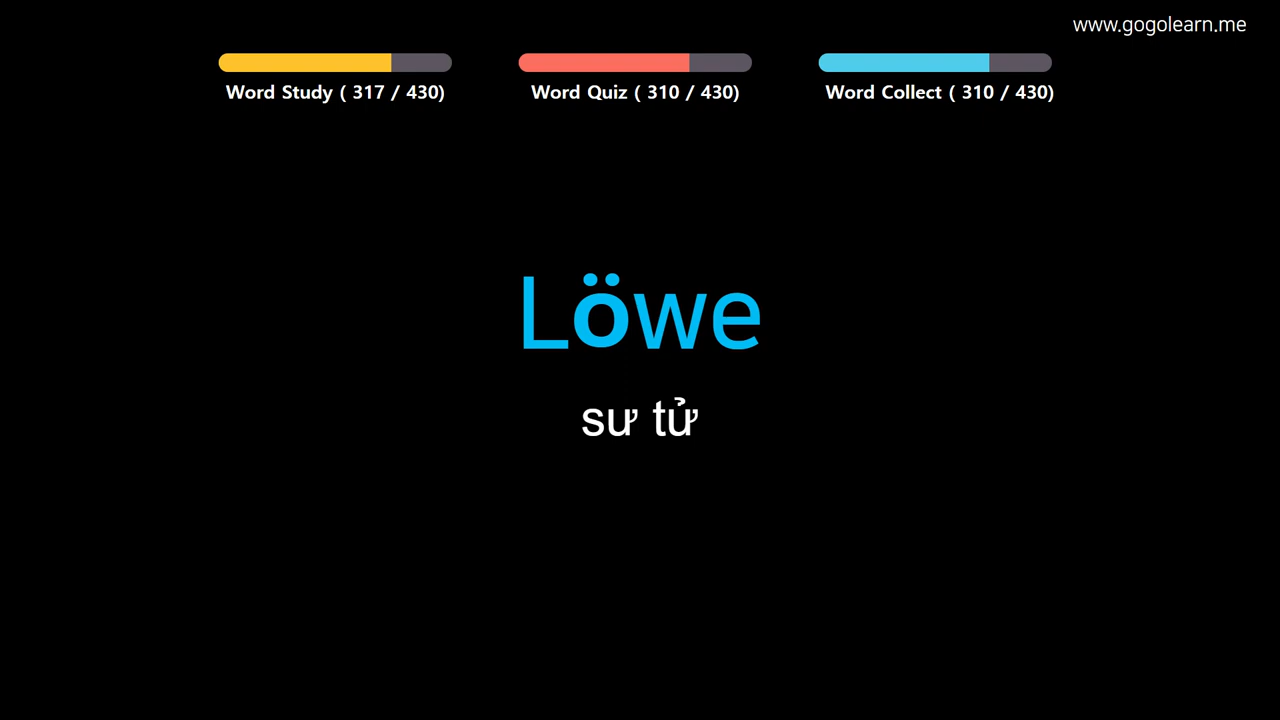 www.gogolearn.me
Word Study ( 317 / 430)
Word Quiz ( 310 / 430)
Word Collect ( 310 / 430)
Löwe
sư tử